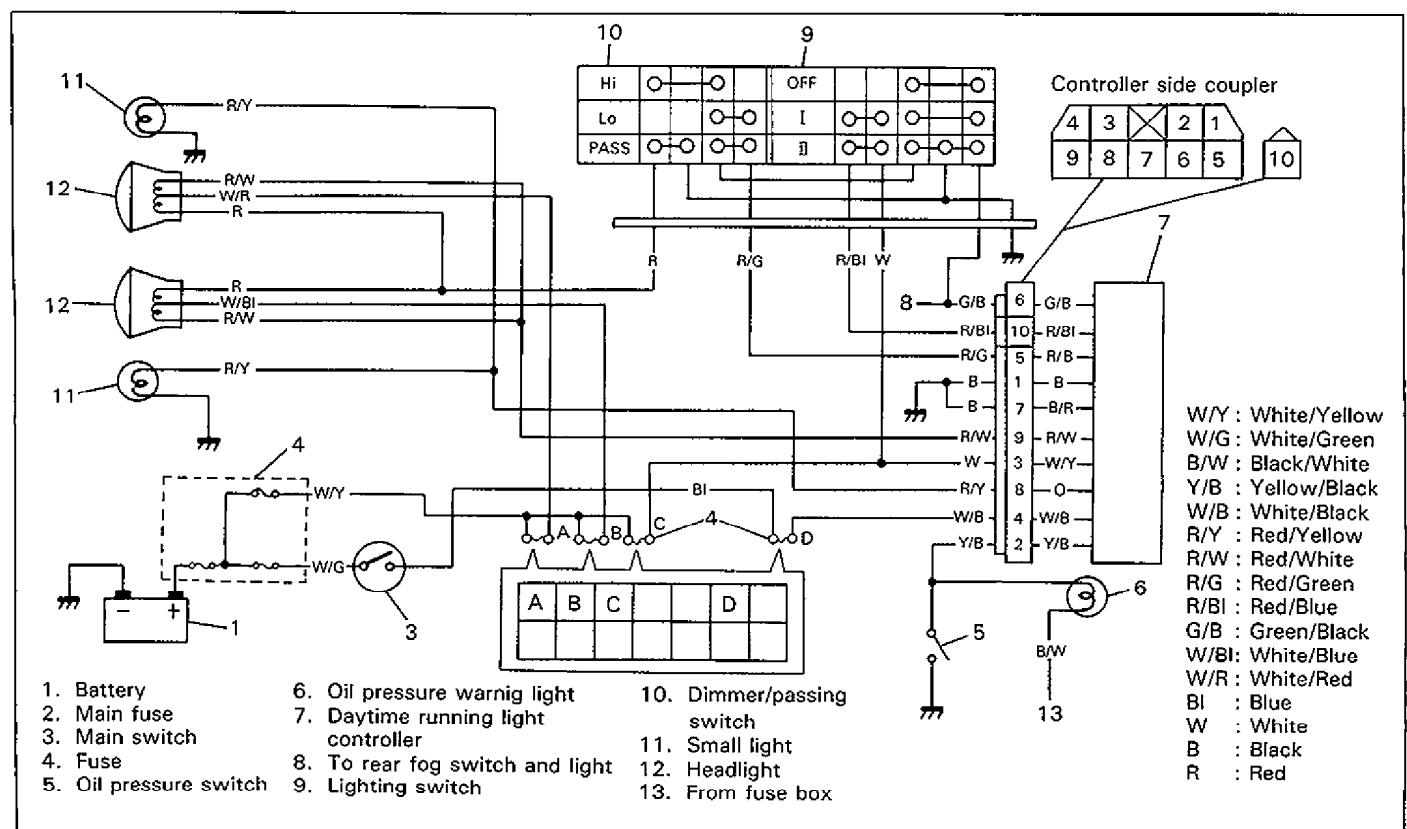 10
9
11
R/Y
Hi
OFF
Lo
I
PASS
II
Controller side coupler
4 3 2 1
9 8 7 6 5
10
12
R/W
W/R
R
7
R
R/G
R/Bl
W
12
R
W/Bl
R/W
8
G/B 6 G/B
R/Bl 10 R/Bl
R/G 5 R/B
B 1 B
B 7 B/R
R/W 9 R/W
W 3 W/Y
R/Y 8 O
W/B 4 W/B
Y/B 2 Y/B
11
R/Y
4
W/Y
Bl
A
B
C
4
D
W/G
A B C D
- +
1
3
5
6
B/W
13
W/Y : White/Yellow
W/G : White/Green
B/W : Black/White
Y/B : Yellow/Black
W/B : White/Black
R/Y : Red/Yellow
R/W : Red/White
R/G : Red/Green
R/Bl : Red/Blue
G/B : Green/Black
W/Bl : White/Blue
W/R : White/Red
Bl : Blue
W : White
B : Black
R : Red
1. Battery
2. Main fuse
3. Main switch
4. Fuse
5. Oil pressure switch
6. Oil pressure warnig light
7. Daytime running light
controller
8. To rear fog switch and light
9. Lighting switch
10. Dimmer/passing
switch
11. Small light
12. Headlight
13. From fuse box